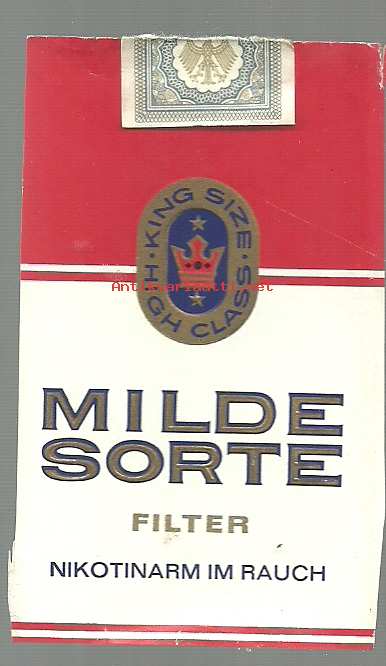 KING SIZE
HIGH CLASS
Antikvariaatti.net
MILDE
SORTE
FILTER
NIKOTINARM IM RAUCH